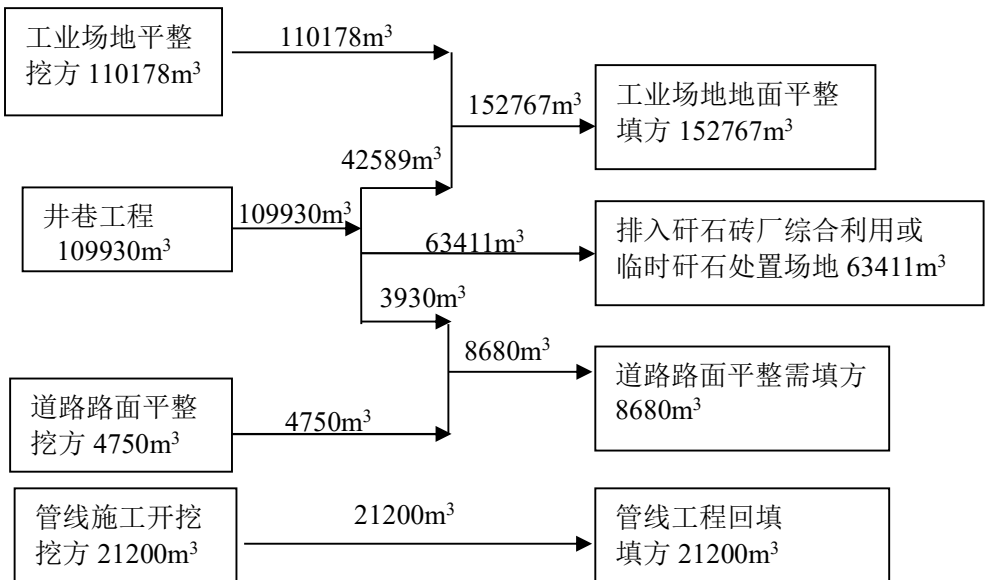 工业场地平整
挖方 110178m³
110178m³
152767m³
工业场地地面平整
填方 152767m³
42589m³
井巷工程
109930m³
109930m³
63411m³
排入矸石砖厂综合利用或
临时矸石处置场地 63411m³
3930m³
8680m³
道路路面平整需填方
8680m³
道路路面平整
挖方 4750m³
4750m³
管线施工开挖
挖方 21200m³
21200m³
管线工程回填
填方 21200m³